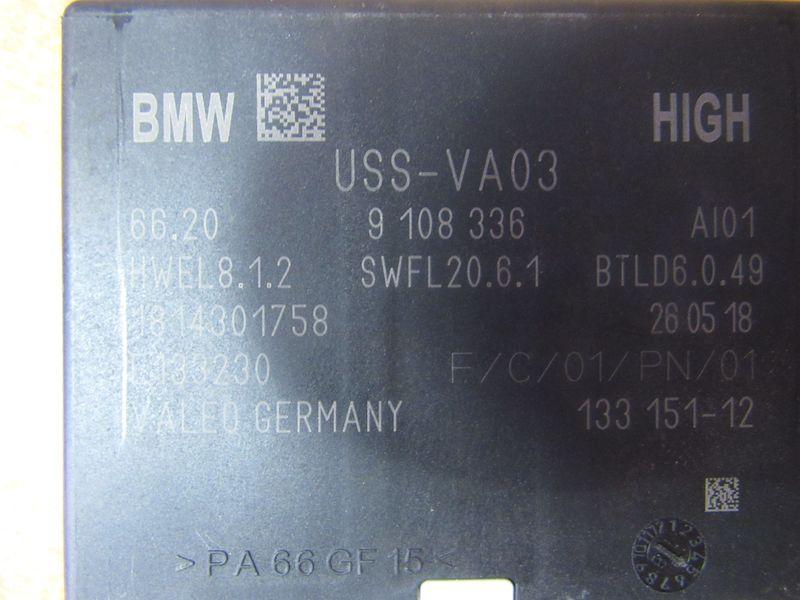 BMW HIGH
USS-VA03
66.20 9 108 336 AI01
HWEL8.1.2 SWFL20.6.1 BTLD6.0.49
1814301758 26 05 18
133230 F/C/01/PN/01
VALEO GERMANY 133 151-12
>PA 66 GF 15<